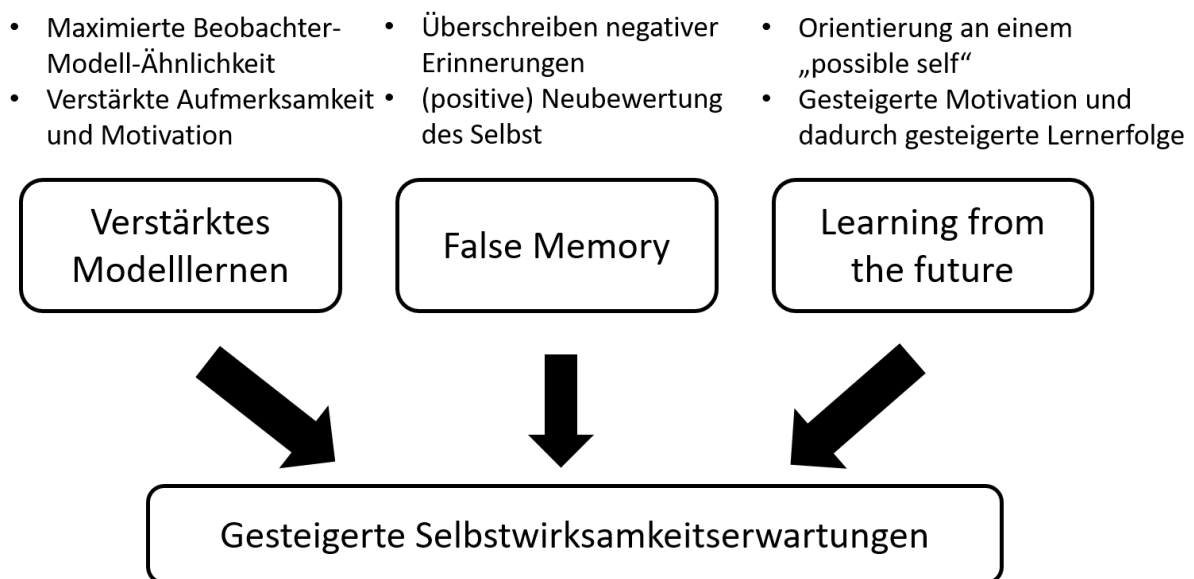 • Maximierte Beobachter-
Modell-Ähnlichkeit
• Verstärkte Aufmerksamkeit
und Motivation
• Überschreiben negativer
Erinnerungen
• (positive) Neubewertung
des Selbst
• Orientierung an einem
„possible self“
• Gesteigerte Motivation und
dadurch gesteigerte Lernerfolge
Verstärktes
Modelllernen
False Memory
Learning from
the future
Gesteigerte Selbstwirksamkeitserwartungen